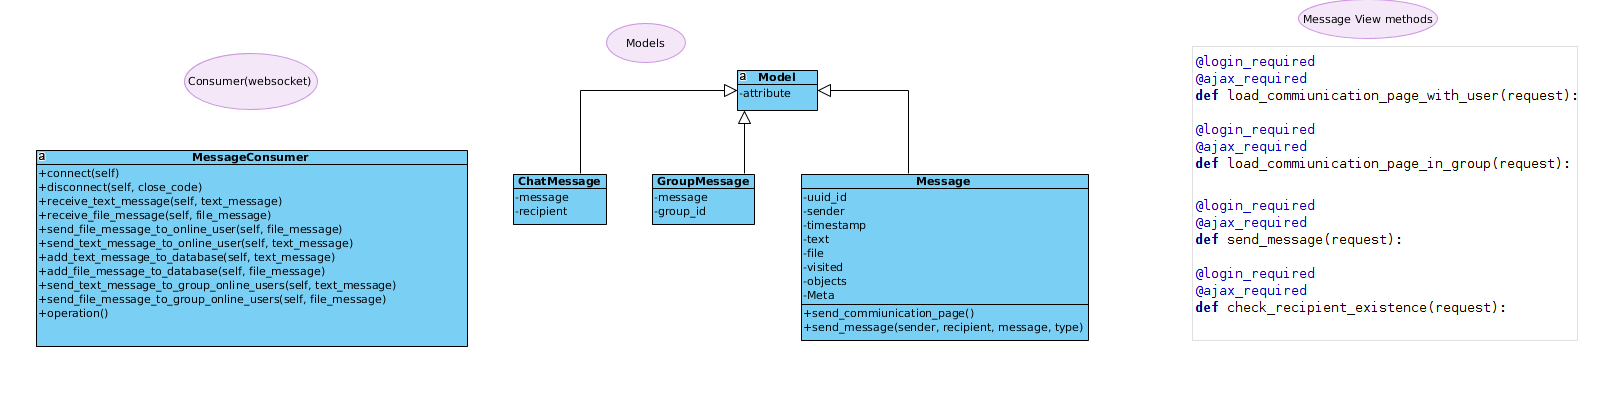 Consumer(websocket)
a
MessageConsumer
+connect(self)
+disconnect(self, close_code)
+receive_text_message(self, text_message)
+receive_file_message(self, file_message)
+send_file_message_to_online_user(self, file_message)
+send_text_message_to_online_user(self, text_message)
+add_text_message_to_database(self, text_message)
+add_file_message_to_database(self, file_message)
+send_text_message_to_group_online_users(self, text_message)
+send_file_message_to_group_online_users(self, file_message)
+operation()
Models
a
Model
-attribute
ChatMessage
-message
-recipient
GroupMessage
-message
-group_id
Message
-uuid_id
-sender
-timestamp
-text
-file
-visited
-objects
-Meta
+send_commiunication_page()
+send_message(sender, recipient, message, type)
Message View methods
@login_required
@ajax_required
def load_commiunication_page_with_user(request):
@login_required
@ajax_required
def load_commiunication_page_in_group(request):
@login_required
@ajax_required
def send_message(request):
@login_required
@ajax_required
def check_recipient_existence(request):